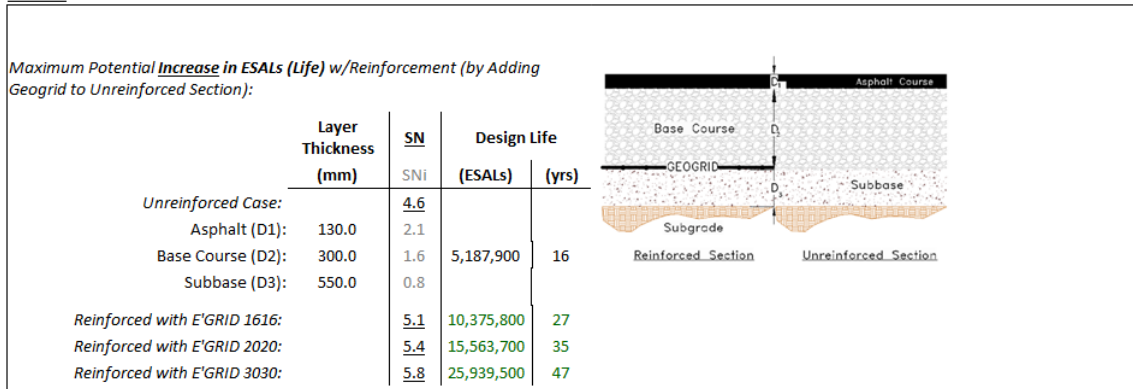 Maximum Potential Increase in ESALs (Life) w/Reinforcement (by Adding
Geogrid to Unreinforced Section):
Layer
Thickness
(mm)
SN
SNi
Design Life
(ESALs) (yrs)
Unreinforced Case: 4.6
Asphalt (D1): 130.0 2.1
Base Course (D2): 300.0 1.6 5,187,900 16
Subbase (D3): 550.0 0.8
Reinforced with E'GRID 1616: 5.1 10,375,800 27
Reinforced with E'GRID 2020: 5.4 15,563,700 35
Reinforced with E'GRID 3030: 5.8 25,939,500 47
D1 Asphalt Course
Base Course D2
GEOGRID
D3 Subbase
Subgrade
Reinforced Section Unreinforced Section